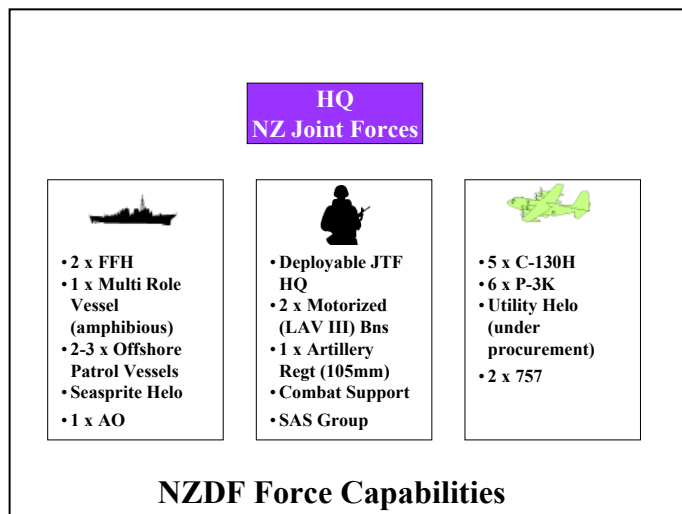 HQ
NZ Joint Forces
• 2 x FFH
• 1 x Multi Role
Vessel
(amphibious)
• 2-3 x Offshore
Patrol Vessels
• Seasprite Helo
• 1 x AO
• Deployable JTF
HQ
• 2 x Motorized
(LAV III) Bns
• 1 x Artillery
Regt (105mm)
• Combat Support
• SAS Group
• 5 x C-130H
• 6 x P-3K
• Utility Helo
(under
procurement)
• 2 x 757
NZDF Force Capabilities